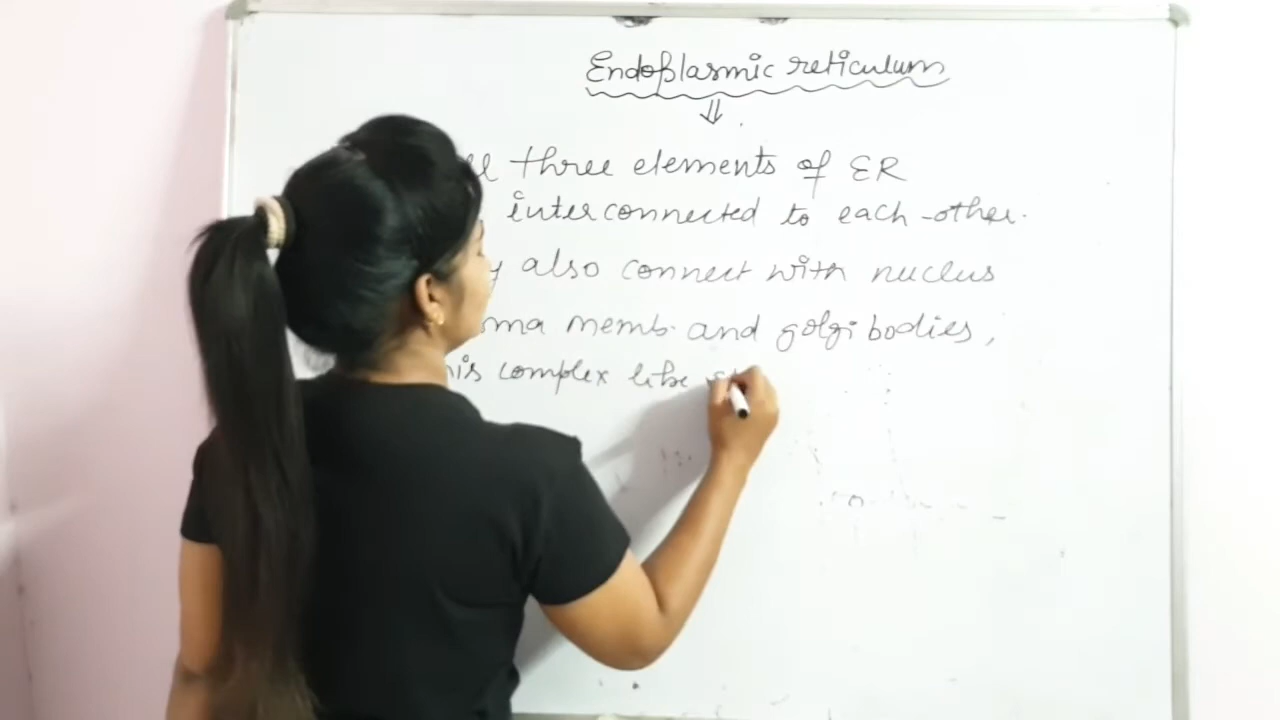 Endoplasmic reticulum
three elements of ER
interconnected to each-other.
also connect with nuclus
memb. and golgi bodies,
complex like